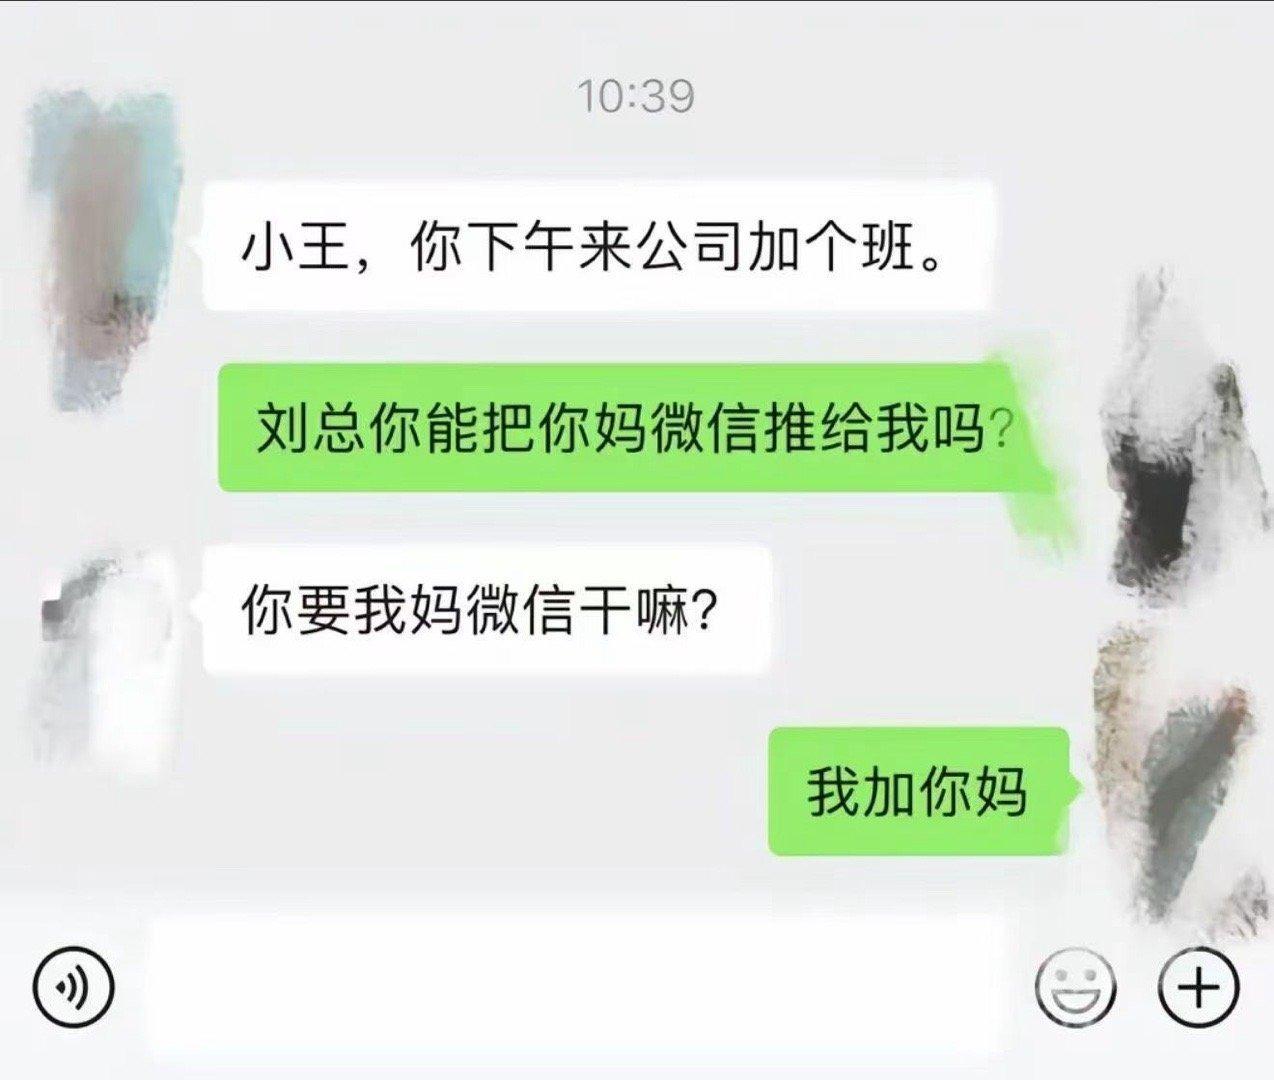 10:39
小王，你下午来公司加个班。
刘总你能把你妈微信推给我吗？
你要我妈微信干嘛？
我加你妈